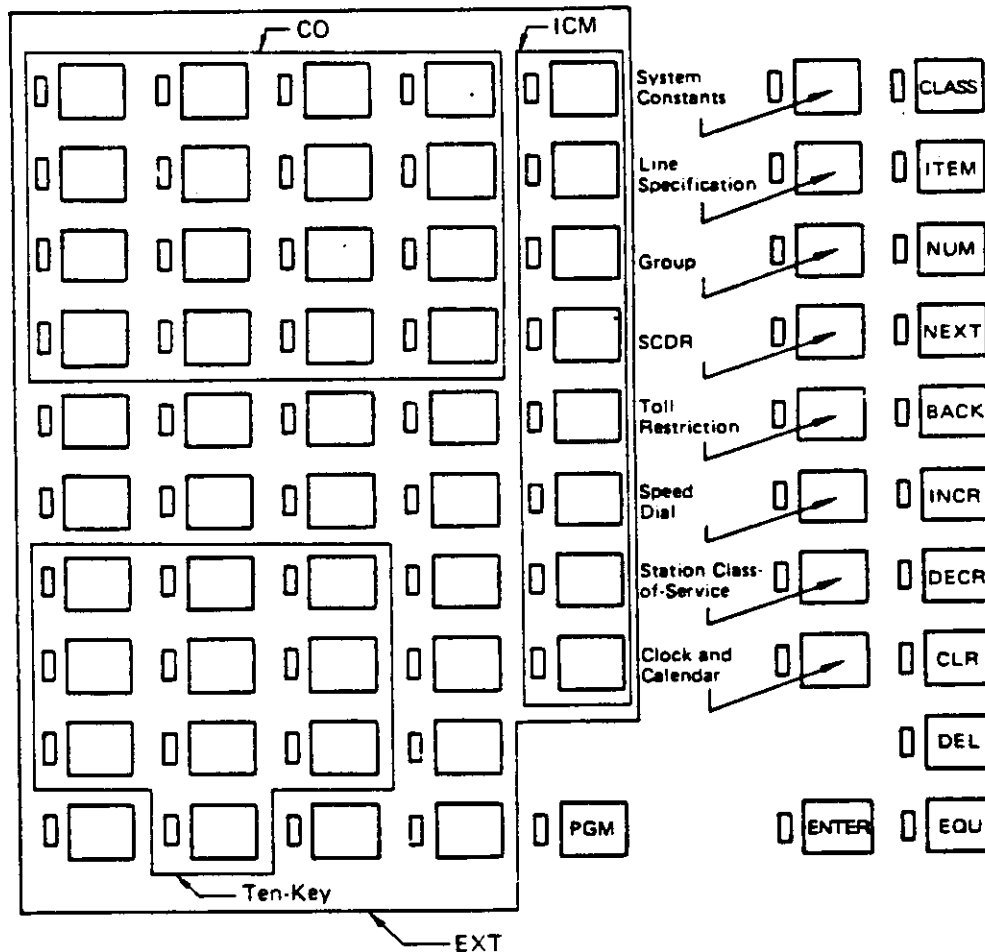 CO
ICM
System
Constants
CLASS
Line
Specification
ITEM
Group
NUM
SCDR
NEXT
Toll
Restriction
BACK
Speed
Dial
INCR
Station Class-
of-Service
DECR
Clock and
Calendar
CLR
DEL
PGM
ENTER
EQU
Ten-Key
EXT